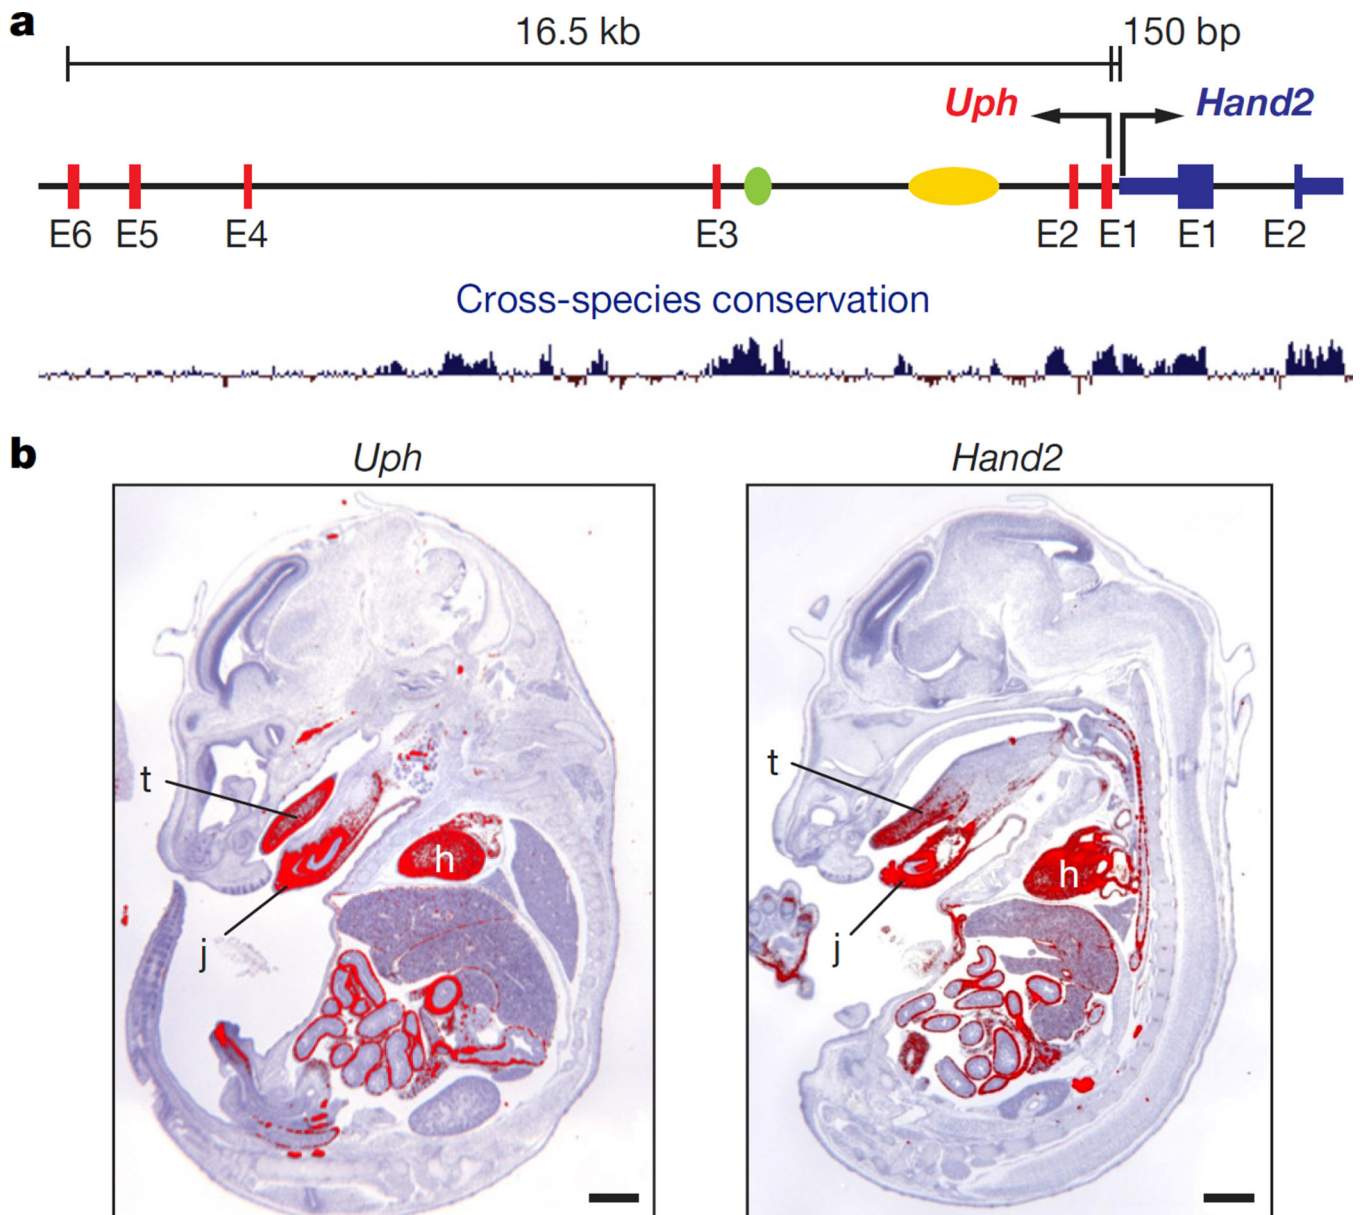 a
16.5 kb 150 bp
Uph Hand2
E6 E5 E4 E3 E2 E1 E1 E2
Cross-species conservation
b
Uph Hand2
t t
h h
j j